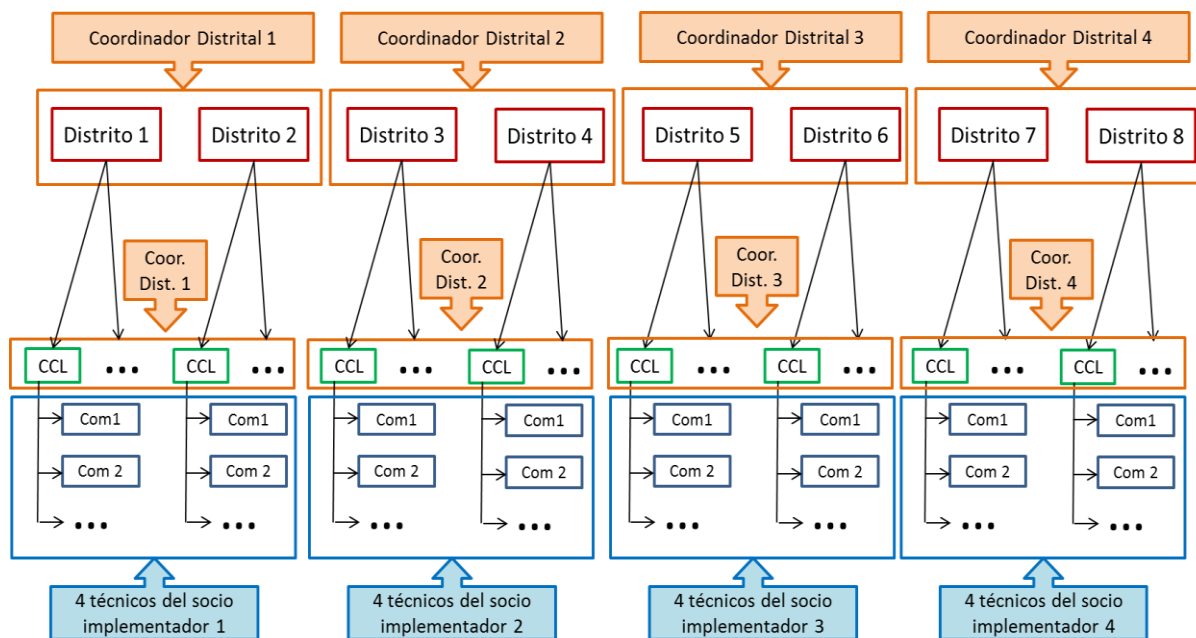 Coordinador Distrital 1
Coordinador Distrital 2
Coordinador Distrital 3
Coordinador Distrital 4
Distrito 1
Distrito 2
Distrito 3
Distrito 4
Distrito 5
Distrito 6
Distrito 7
Distrito 8
Coor.
Dist. 1
Coor.
Dist. 2
Coor.
Dist. 3
Coor.
Dist. 4
CCL
...
CCL
...
CCL
...
CCL
...
CCL
...
CCL
...
CCL
...
CCL
...
Com1
Com1
Com1
Com1
Com1
Com1
Com1
Com1
Com 2
Com 2
Com 2
Com 2
Com 2
Com 2
Com 2
Com 2
...
...
...
...
...
...
...
...
4 técnicos del socio
implementador 1
4 técnicos del socio
implementador 2
4 técnicos del socio
implementador 3
4 técnicos del socio
implementador 4